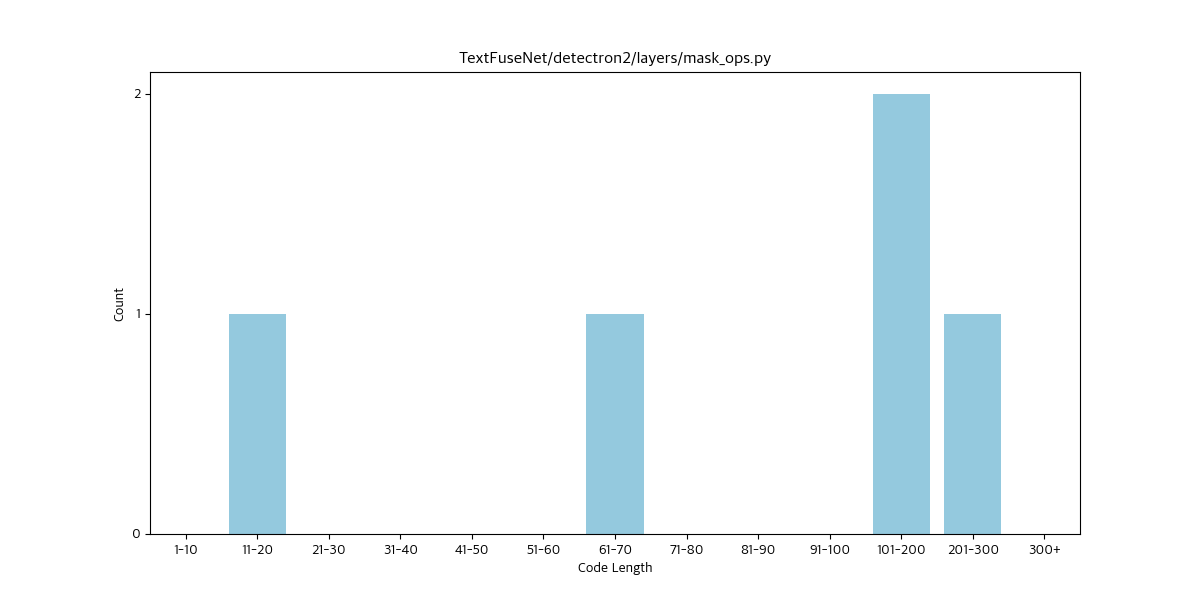 TextFuseNet/detectron2/layers/mask_ops.py
2
1
0
Count
1-10 11-20 21-30 31-40 41-50 51-60 61-70 71-80 81-90 91-100 101-200 201-300 300+
Code Length